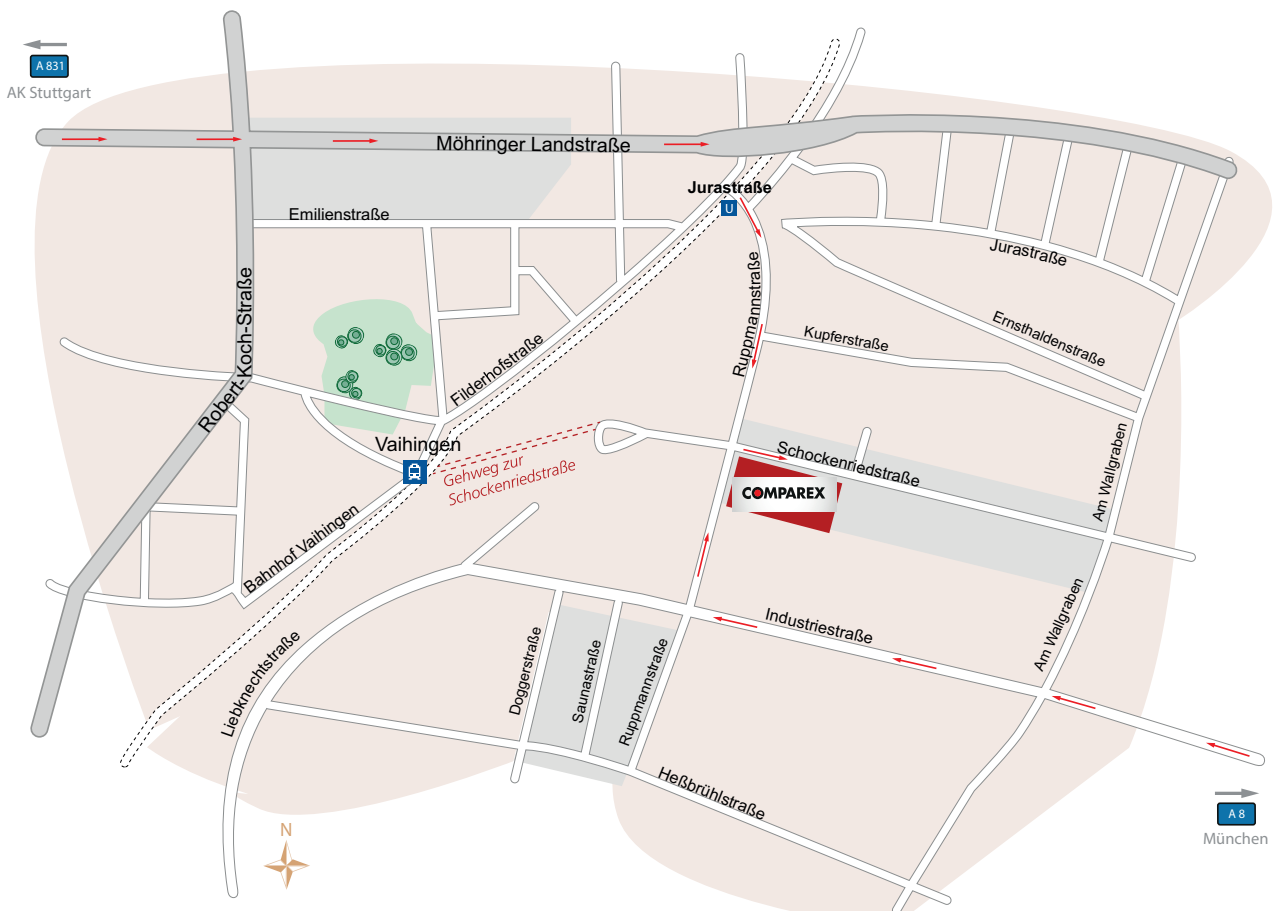 A 831
AK Stuttgart
Möhringer Landstraße
Jurastraße
U
Emilienstraße
Jurastraße
Robert-Koch-Straße
Ruppmannstraße
Kupferstraße
Ernsthaldenstraße
Filderhofstraße
Vaihingen
Gehweg zur
Schockenriedstraße
Schockenriedstraße
Am Wallgraben
COMPAREX
Bahnhof Vaihingen
Industriestraße
Am Wallgraben
Liebknechtstraße
Doggerstraße
Saunastraße
Ruppmannstraße
Heßbrühlstraße
A 8
München
N